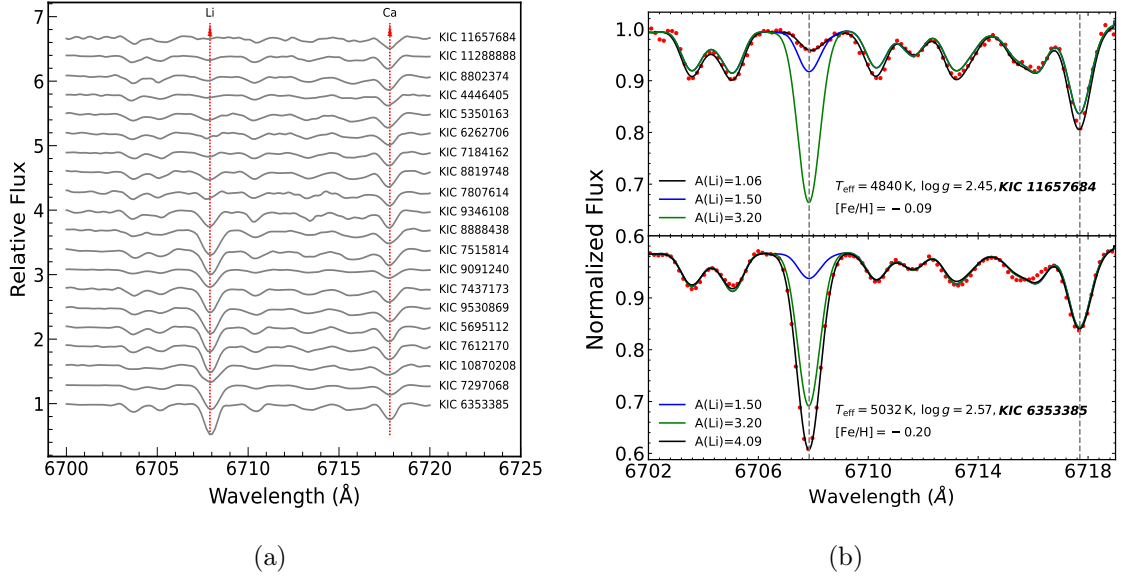 Li
Ca
7
6
5
4
3
2
1
Relative Flux
KIC 11657684
KIC 11288888
KIC 8802374
KIC 4446405
KIC 5350163
KIC 6262706
KIC 7184162
KIC 8819748
KIC 7807614
KIC 9346108
KIC 8888438
KIC 7515814
KIC 9091240
KIC 7437173
KIC 9530869
KIC 5695112
KIC 7612170
KIC 10870208
KIC 7297068
KIC 6353385
6700 6705 6710 6715 6720 6725
Wavelength (Å)
(a)
Normalized Flux
1.0
0.9
0.8
0.7
0.6
A(Li)=1.06
A(Li)=1.50
A(Li)=3.20
T_eff = 4840 K, log g = 2.45, KIC 11657684
[Fe/H] = −0.09
0.9
0.8
0.7
0.6
A(Li)=1.50
A(Li)=3.20
A(Li)=4.09
T_eff = 5032 K, log g = 2.57, KIC 6353385
[Fe/H] = −0.20
6702 6706 6710 6714 6718
Wavelength (Å)
(b)